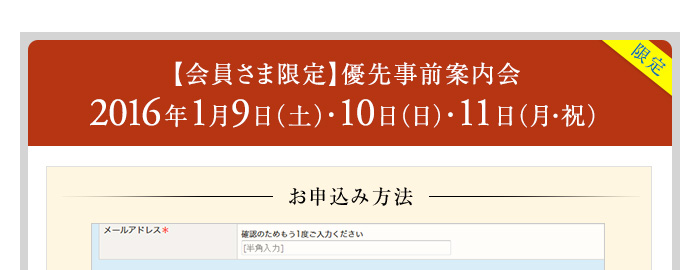 限定
【会員さま限定】優先事前案内会
2016年1月9日(土)・10日(日)・11日(月・祝)
お申込み方法
メールアドレス*
確認のためもう1度ご入力ください
[半角入力]